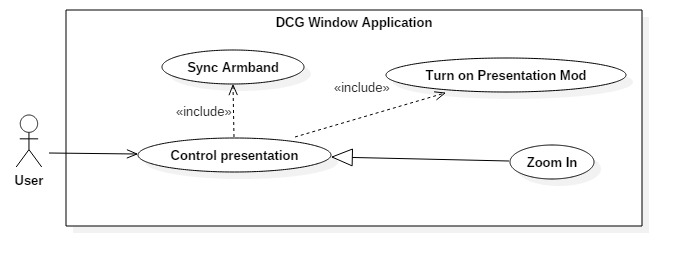 DCG Window Application
Sync Armband
Turn on Presentation Mod
«include»
«include»
Control presentation
Zoom In
User